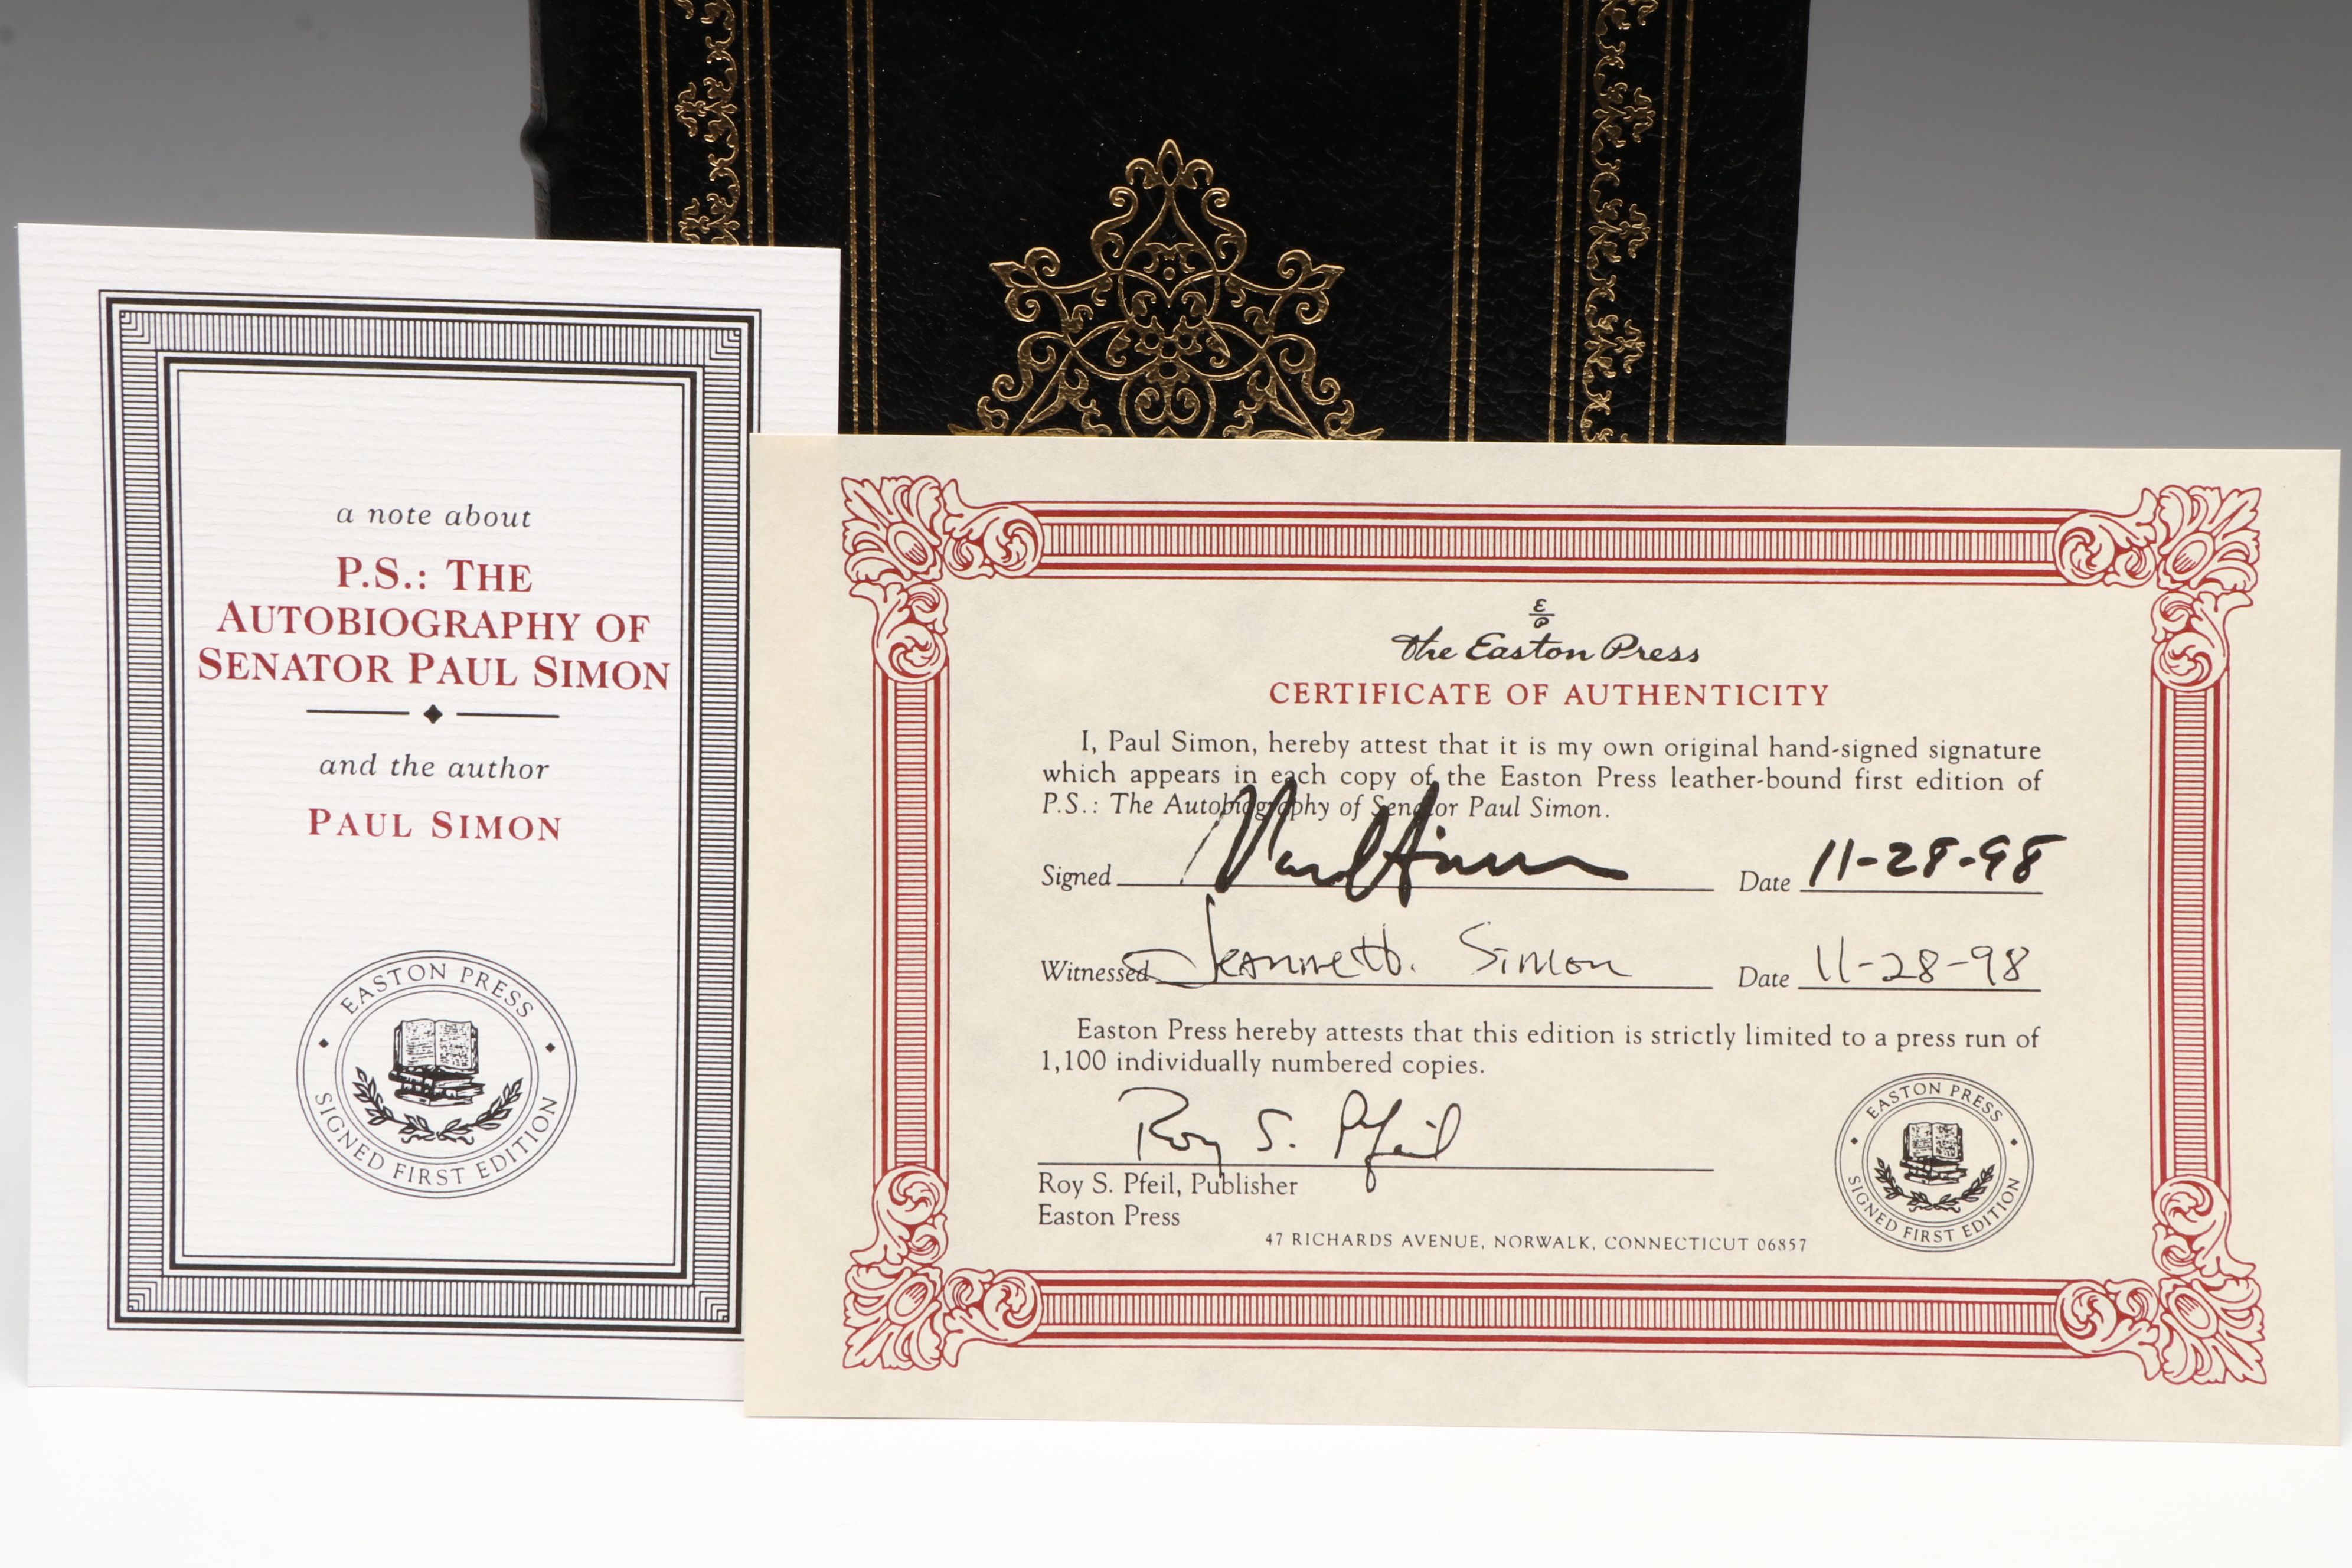 a note about
P.S.: THE
AUTOBIOGRAPHY OF
SENATOR PAUL SIMON
and the author
PAUL SIMON
EASTON PRESS
SIGNED FIRST EDITION
E/P
The Easton Press
CERTIFICATE OF AUTHENTICITY
I, Paul Simon, hereby attest that it is my own original hand-signed signature
which appears in each copy of the Easton Press leather-bound first edition of
P.S.: The Autobiography of Senator Paul Simon.
Signed Paul Simon Date 11-28-98
Witnessed Jeanne H. Simon Date 11-28-98
Easton Press hereby attests that this edition is strictly limited to a press run of
1,100 individually numbered copies.
Roy S. Pfeil
Roy S. Pfeil, Publisher
Easton Press
47 RICHARDS AVENUE, NORWALK, CONNECTICUT 06857
EASTON PRESS
SIGNED FIRST EDITION